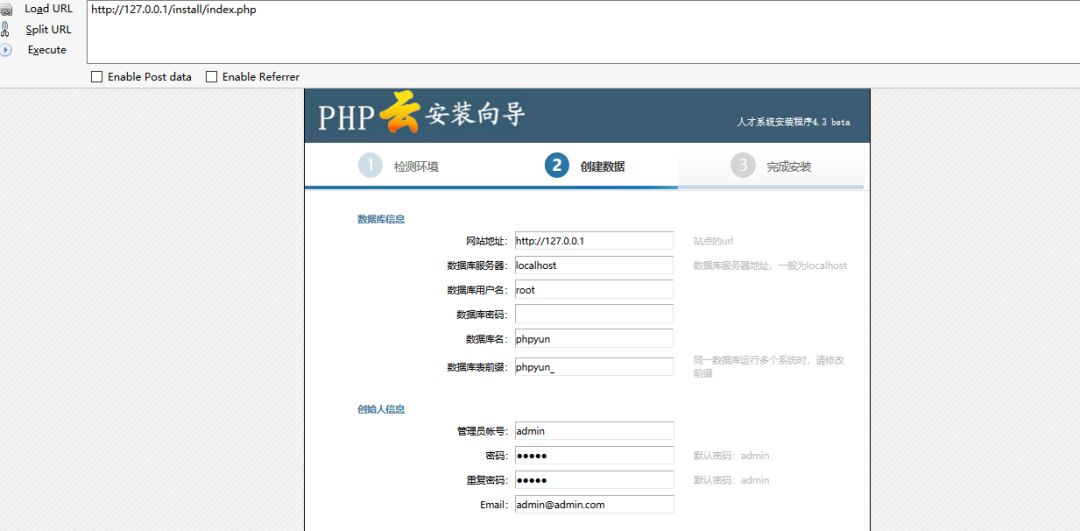 Load URL
http://127.0.0.1/install/index.php
Split URL
Execute
Enable Post data Enable Referrer
PHP云安装向导
人才系统安装程序4.3 beta
1 检测环境 2 创建数据 3 完成安装
数据库信息
网站地址: http://127.0.0.1 站点的url
数据库服务器: localhost 数据库服务器地址，一般为localhost
数据库用户名: root
数据库密码:
数据库名: phpyun
数据库表前缀: phpyun_ 同一数据库运行多个系统时，请修改
前缀
创始人信息
管理员帐号: admin
密码: ●●●●● 默认密码：admin
重复密码: ●●●●● 默认密码：admin
Email: admin@admin.com